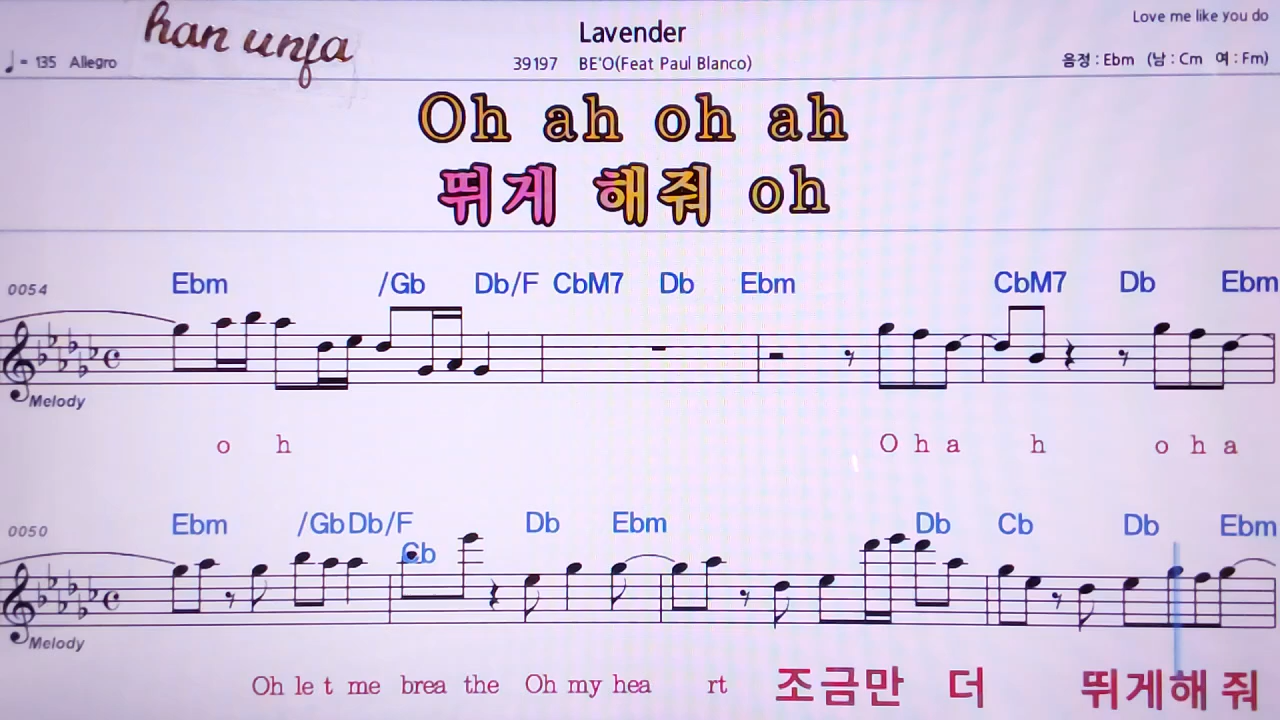 han unfa
Lavender
Love me like you do
♩= 135 Allegro
39197 BE'O(Feat Paul Blanco)
음정 : Ebm (남 : Cm 여 : Fm)
Oh ah oh ah
뛰게 해줘 oh
0054
Ebm /Gb Db/F CbM7 Db Ebm CbM7 Db Ebm
Melody
o h O h a h o h a
0050
Ebm /Gb Db/F Cb Db Ebm Db Cb Db Ebm
Melody
Oh le t me brea the Oh my hea rt 조금만 더 뛰게해 줘